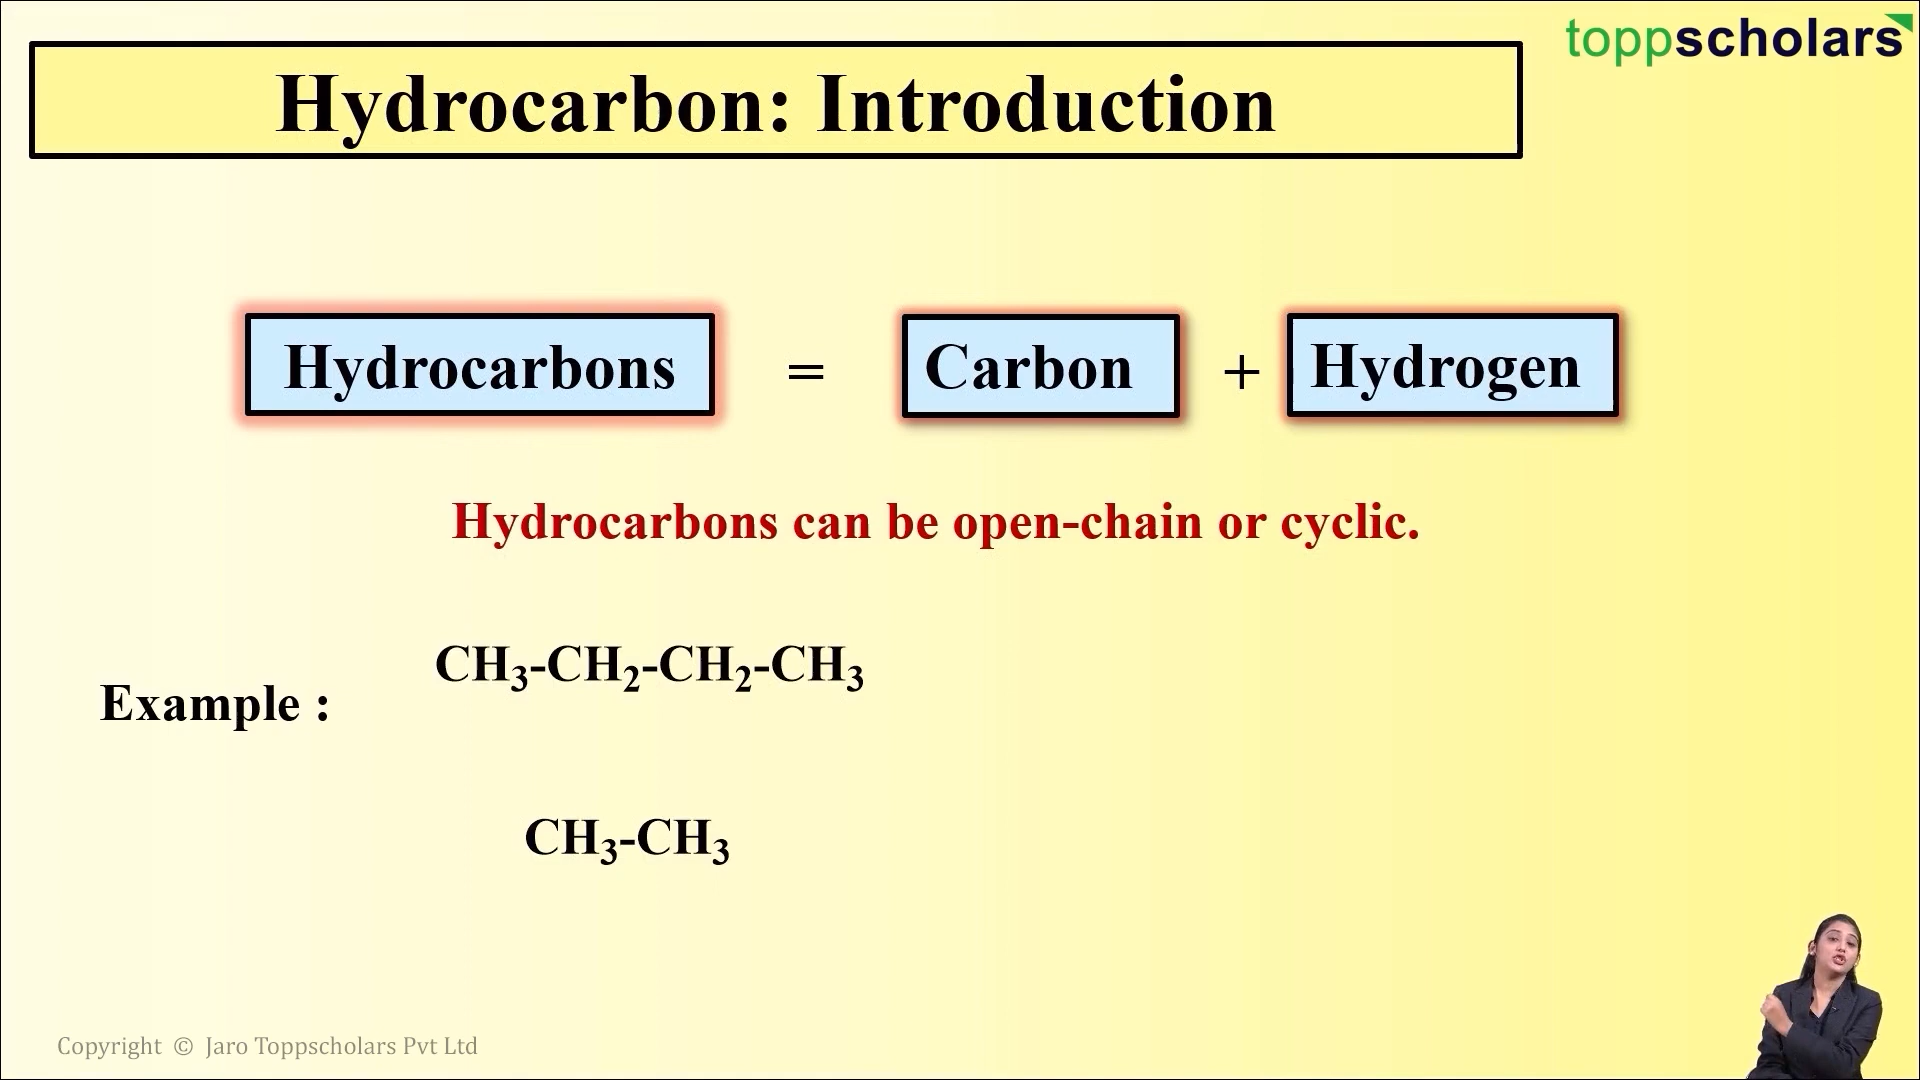 toppscholars
Hydrocarbon: Introduction
Hydrocarbons = Carbon + Hydrogen
Hydrocarbons can be open-chain or cyclic.
CH₃-CH₂-CH₂-CH₃
Example :
CH₃-CH₃
Copyright © Jaro Toppscholars Pvt Ltd